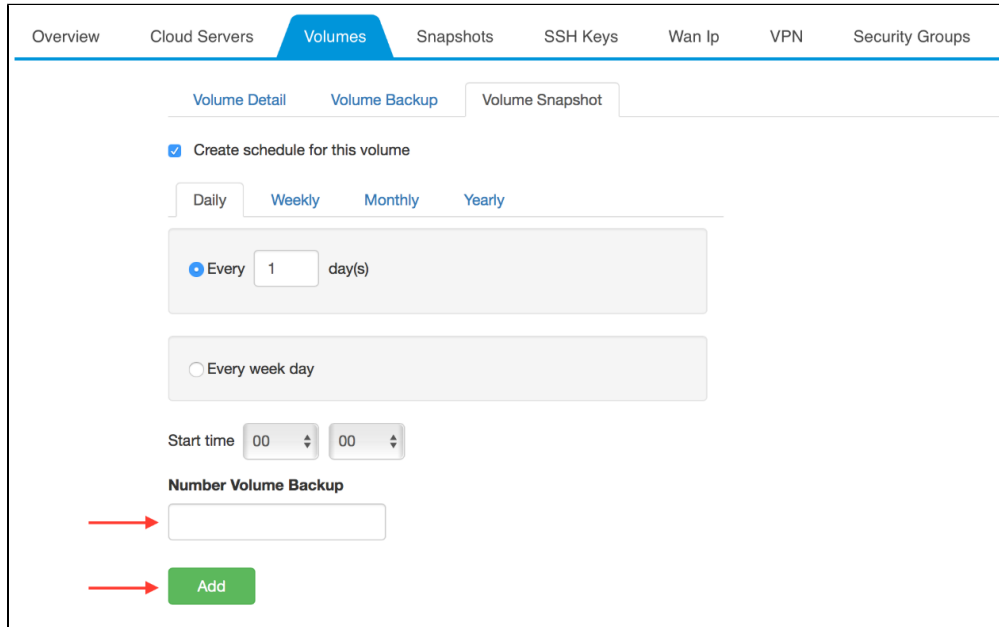 Overview Cloud Servers Volumes Snapshots SSH Keys Wan Ip VPN Security Groups
Volume Detail Volume Backup Volume Snapshot
Create schedule for this volume
Daily Weekly Monthly Yearly
Every 1 day(s)
Every week day
Start time 00 00
Number Volume Backup
Add